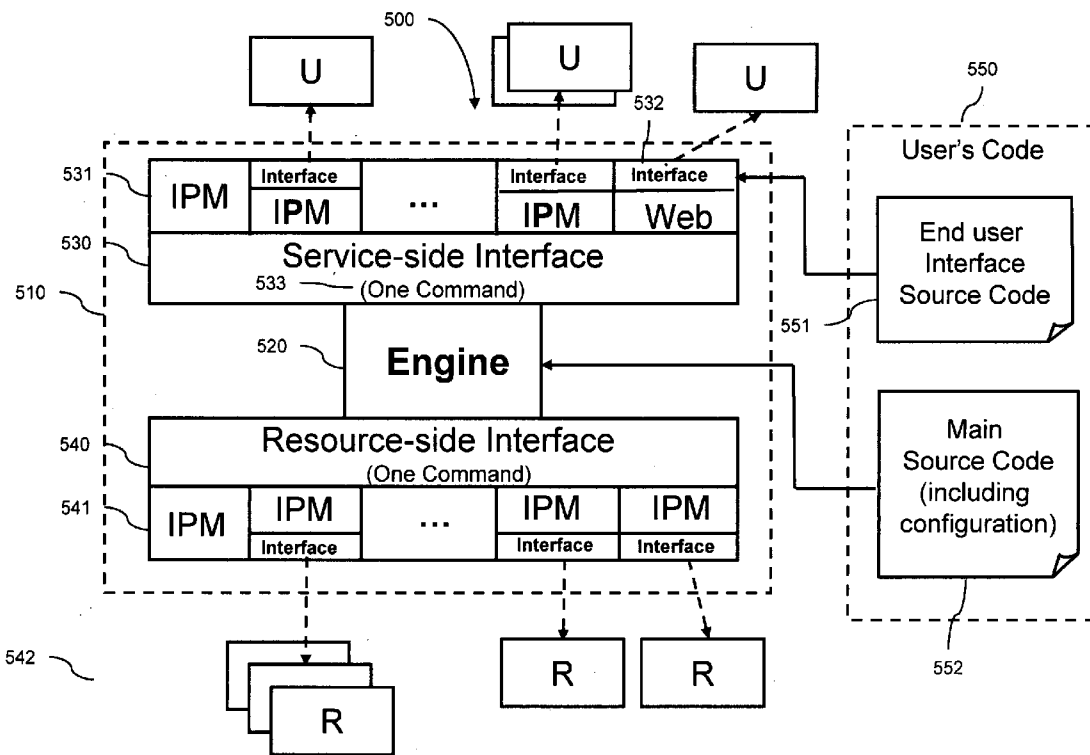 500
U
U
U
532
550
User's Code
531
IPM
Interface
IPM
...
Interface
IPM
Interface
Web
530
Service-side Interface
533
(One Command)
510
End user
Interface
Source Code
551
520
Engine
540
Resource-side Interface
(One Command)
Main
Source Code
(including
configuration)
541
IPM
IPM
Interface
...
IPM
Interface
IPM
Interface
542
R
R
R
552